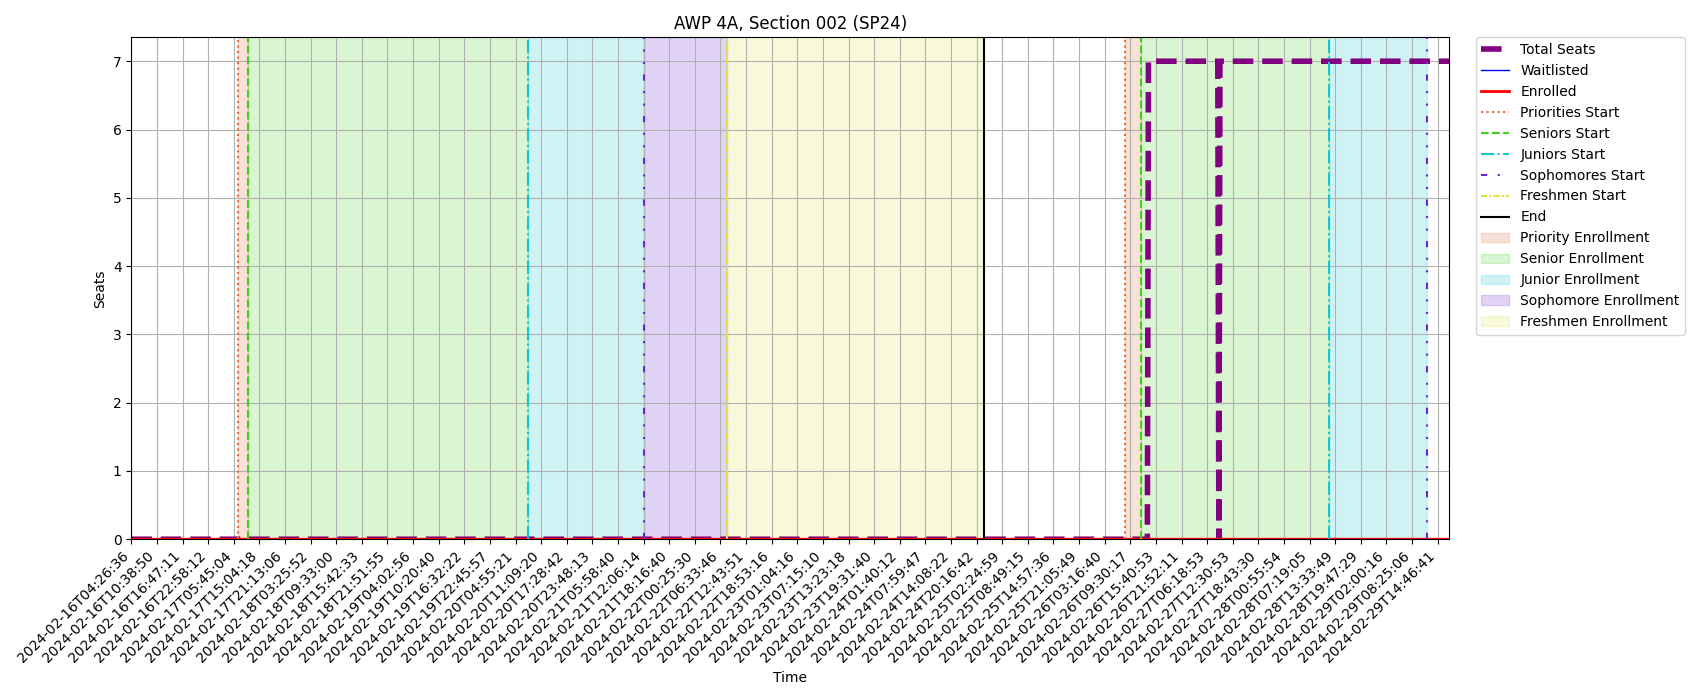 AWP 4A, Section 002 (SP24)
Seats
7
6
5
4
3
2
1
0
2024-02-16T04:26:36
2024-02-16T10:38:50
2024-02-16T16:47:11
2024-02-16T22:58:12
2024-02-17T05:45:04
2024-02-17T15:04:18
2024-02-17T21:13:06
2024-02-18T03:25:52
2024-02-18T09:33:00
2024-02-18T15:42:33
2024-02-18T21:51:55
2024-02-19T04:02:56
2024-02-19T10:20:40
2024-02-19T16:32:22
2024-02-19T22:45:57
2024-02-20T04:55:21
2024-02-20T11:09:20
2024-02-20T17:28:42
2024-02-20T23:48:13
2024-02-21T05:58:40
2024-02-21T12:06:14
2024-02-21T18:16:40
2024-02-22T00:25:30
2024-02-22T06:33:46
2024-02-22T12:43:51
2024-02-22T18:53:16
2024-02-23T01:04:16
2024-02-23T07:15:10
2024-02-23T13:23:18
2024-02-23T19:31:40
2024-02-24T01:40:12
2024-02-24T07:59:47
2024-02-24T14:08:22
2024-02-24T20:16:42
2024-02-25T02:24:59
2024-02-25T08:49:15
2024-02-25T14:57:36
2024-02-25T21:05:49
2024-02-26T03:16:40
2024-02-26T09:30:17
2024-02-26T15:40:53
2024-02-26T21:52:11
2024-02-27T06:18:53
2024-02-27T12:30:53
2024-02-27T18:43:30
2024-02-28T00:55:54
2024-02-28T07:19:05
2024-02-28T13:33:49
2024-02-28T19:47:29
2024-02-29T02:00:16
2024-02-29T08:25:06
2024-02-29T14:46:41
Time
Total Seats
Waitlisted
Enrolled
Priorities Start
Seniors Start
Juniors Start
Sophomores Start
Freshmen Start
End
Priority Enrollment
Senior Enrollment
Junior Enrollment
Sophomore Enrollment
Freshmen Enrollment